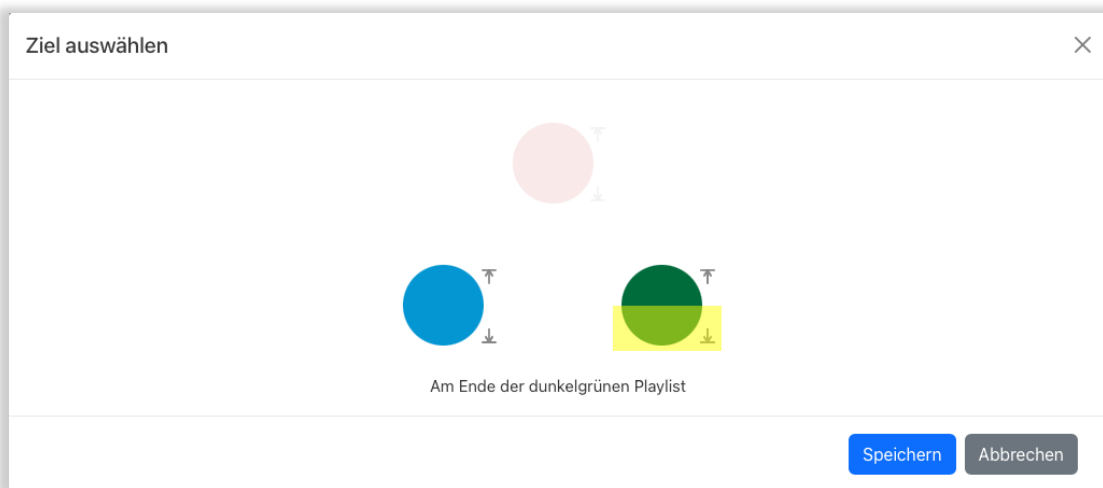 Ziel auswählen
Am Ende der dunkelgrünen Playlist
Speichern
Abbrechen